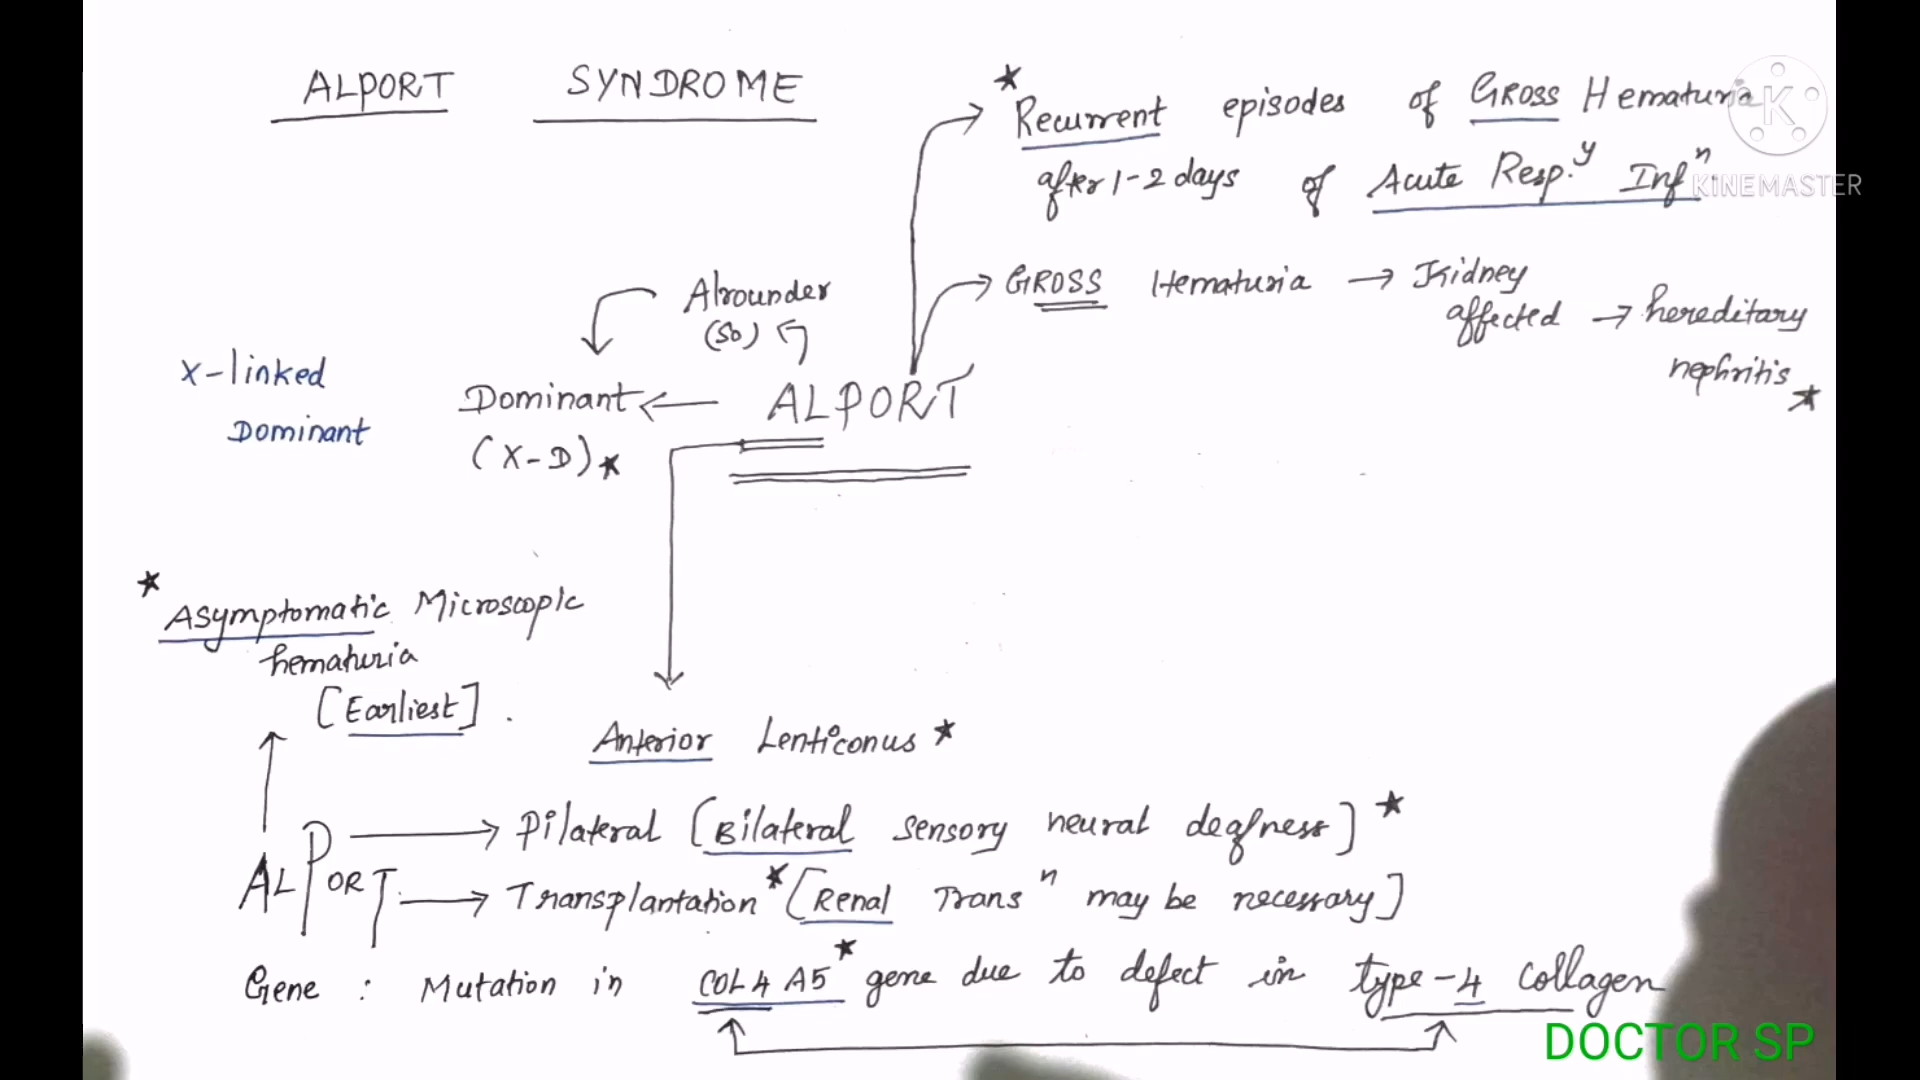 ALPORT SYNDROME
★ Recurrent episodes of GROSS Hematuria
after 1-2 days of Acute Resp.y Infn
K
KINEMASTER
GROSS Hematuria → Kidney
affected → hereditary
nephritis ★
Alrounder
(So)
X-linked
Dominant
Dominant ← ALPORT
(X-D) ★
★ Asymptomatic Microscopic
hematuria
[Earliest].
Anterior Lenticonus ★
ALPORT
→ Pilateral [Bilateral sensory neural deafness] ★
→ Transplantation ★ [Renal Transn may be necessary]
Gene : Mutation in COL4A5 ★ gene due to defect in type-4 collagen
DOCTOR SP